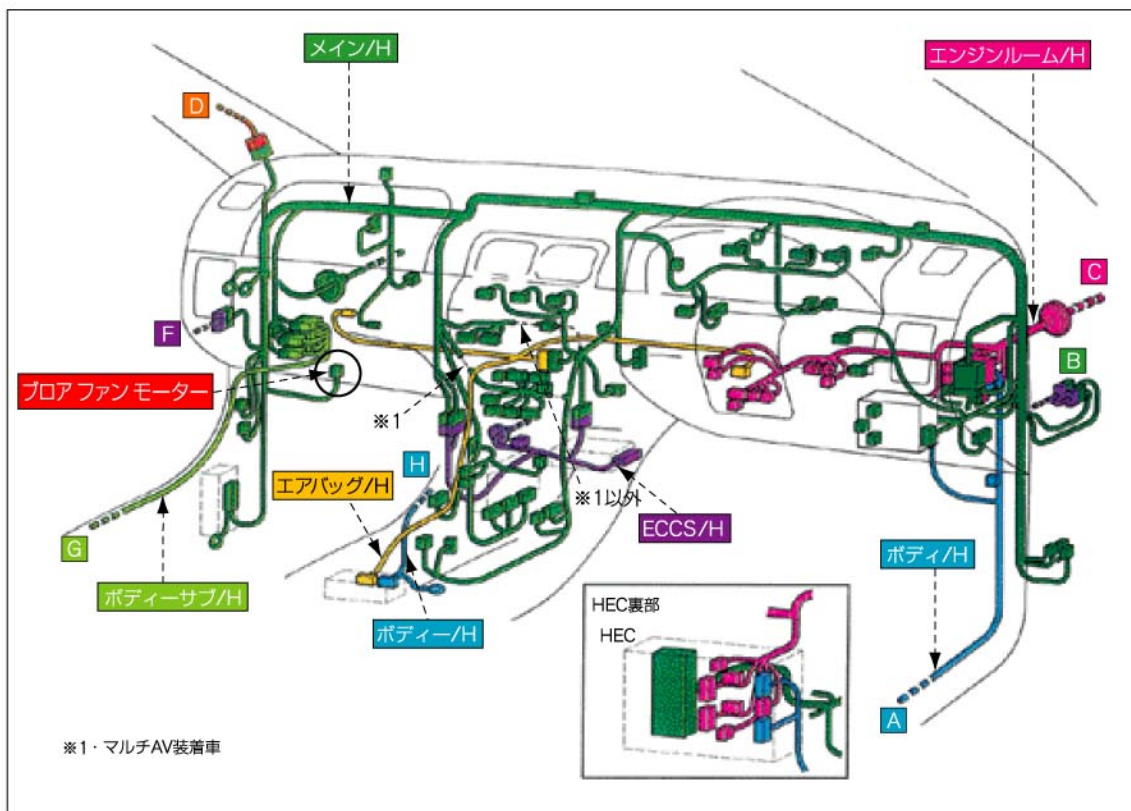 メイン/H
エンジンルーム/H
D
C
F
B
ブロア ファン モーター
※1
H
エアバッグ/H
※1以外
ECCS/H
G
ボディーサブ/H
ボディー/H
ボディ/H
HEC裏部
HEC
A
※1・マルチAV装着車